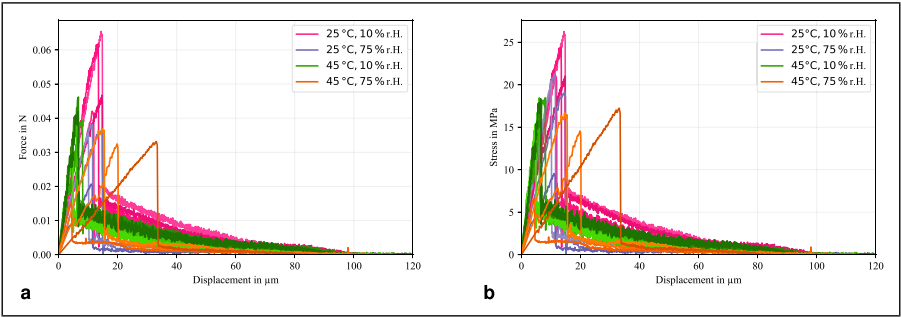 25 °C, 10 % r.H.
25 °C, 75 % r.H.
45 °C, 10 % r.H.
45 °C, 75 % r.H.
0.06
0.05
0.04
0.03
0.02
0.01
0.00
Force in N
0 20 40 60 80 100 120
Displacement in µm
a
25 °C, 10 % r.H.
25 °C, 75 % r.H.
45 °C, 10 % r.H.
45 °C, 75 % r.H.
25
20
15
10
5
0
Stress in MPa
0 20 40 60 80 100 120
Displacement in µm
b